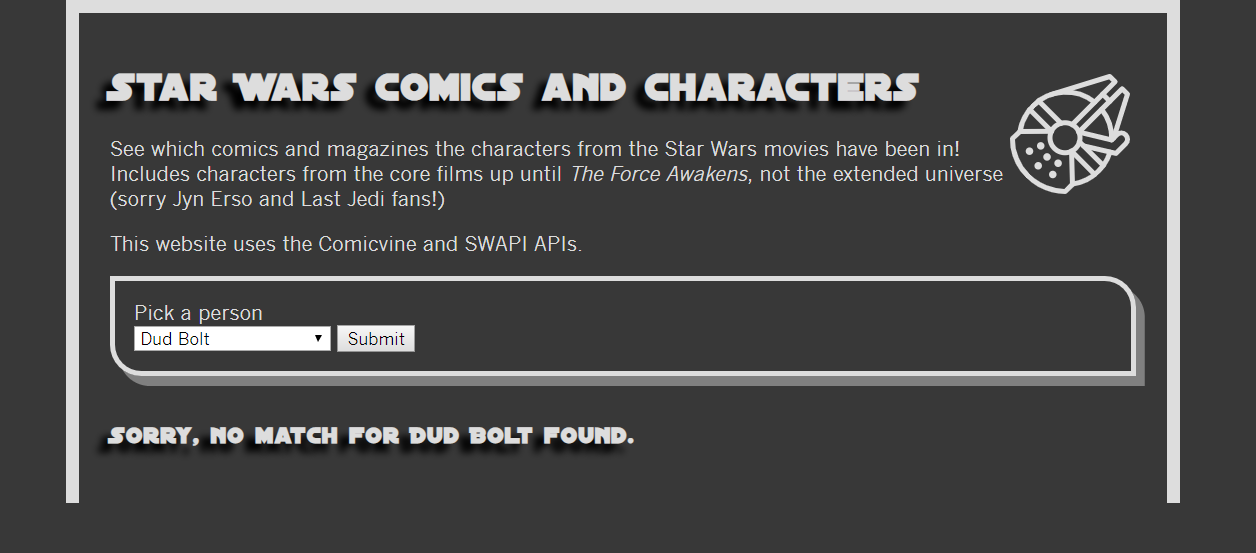 Star Wars Comics and Characters
See which comics and magazines the characters from the Star Wars movies have been in!
Includes characters from the core films up until The Force Awakens, not the extended universe
(sorry Jyn Erso and Last Jedi fans!)
This website uses the Comicvine and SWAPI APIs.
Pick a person
Dud Bolt Submit
Sorry, no match for Dud Bolt found.